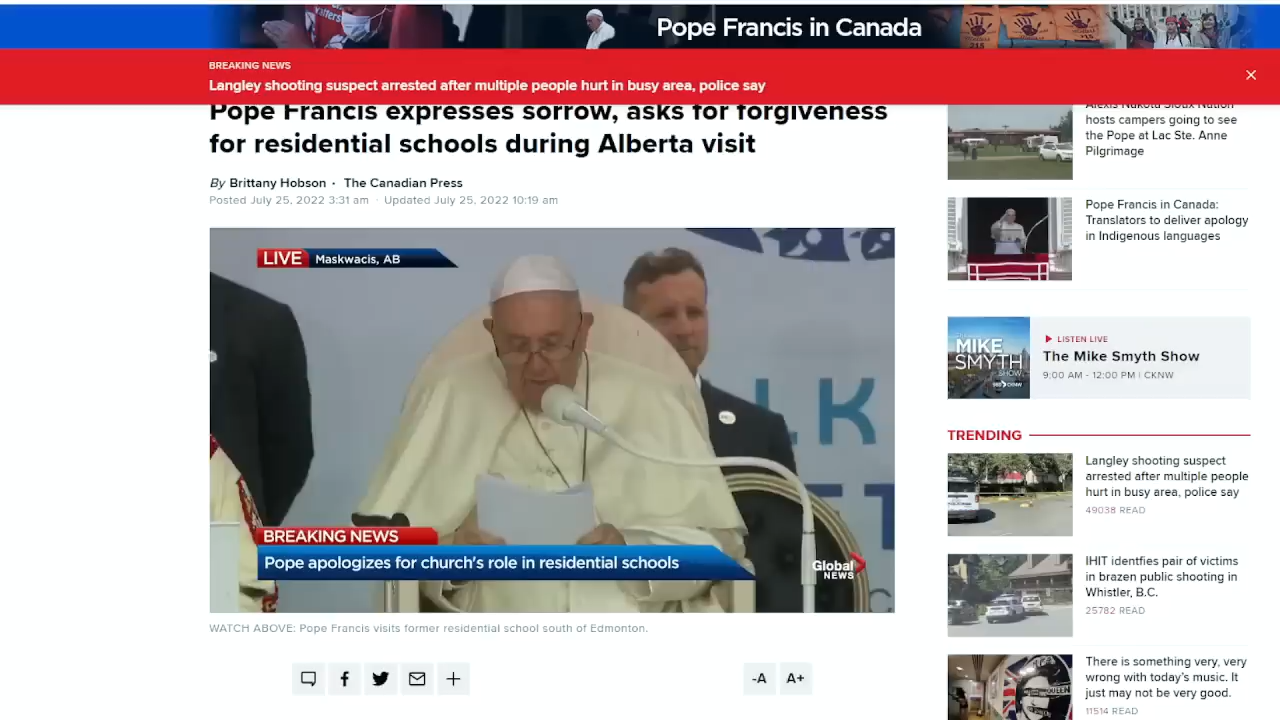 Pope Francis in Canada
BREAKING NEWS
Langley shooting suspect arrested after multiple people hurt in busy area, police say
Pope Francis expresses sorrow, asks for forgiveness
for residential schools during Alberta visit
By Brittany Hobson · The Canadian Press
Posted July 25, 2022 3:31 am · Updated July 25, 2022 10:19 am
LIVE Maskwacis, AB
BREAKING NEWS
Pope apologizes for church's role in residential schools
Global
NEWS
WATCH ABOVE: Pope Francis visits former residential school south of Edmonton.
-A A+
Alexis Nakota Sioux Nation
hosts campers going to see
the Pope at Lac Ste. Anne
Pilgrimage
Pope Francis in Canada:
Translators to deliver apology
in Indigenous languages
MIKE
SMYTH
SHOW
LISTEN LIVE
The Mike Smyth Show
9:00 AM - 12:00 PM | CKNW
TRENDING
Langley shooting suspect
arrested after multiple people
hurt in busy area, police say
49038 READ
IHIT identfies pair of victims
in brazen public shooting in
Whistler, B.C.
25782 READ
There is something very, very
wrong with today's music. It
just may not be very good.
11514 READ